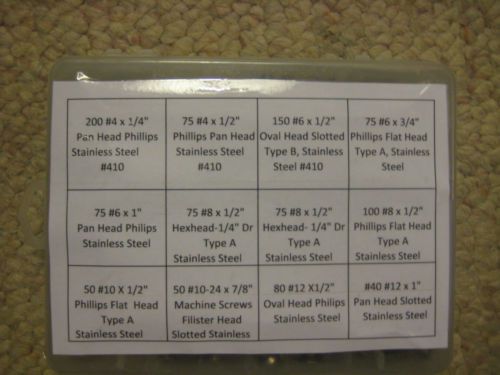 200 #4 x 1/4"
Pan Head Phillips
Stainless Steel
#410
75 #4 x 1/2"
Phillips Pan Head
Stainless Steel
#410
150 #6 x 1/2"
Oval Head Slotted
Type B, Stainless
Steel #410
75 #6 x 3/4"
Phillips Flat Head
Type A, Stainless
Steel
75 #6 x 1"
Pan Head Philips
Stainless Steel
75 #8 x 1/2"
Hexhead-1/4" Dr
Type A
Stainless Steel
75 #8 x 1/2"
Hexhead- 1/4" Dr
Type A
Stainless Steel
100 #8 x 1/2"
Phillips Flat Head
Type A
Stainless Steel
50 #10 X 1/2"
Phillips Flat Head
Type A
Stainless Steel
50 #10-24 x 7/8"
Machine Screws
Filister Head
Slotted Stainless
80 #12 X1/2"
Oval Head Philips
Stainless Steel
#40 #12 x 1"
Pan Head Slotted
Stainless Steel